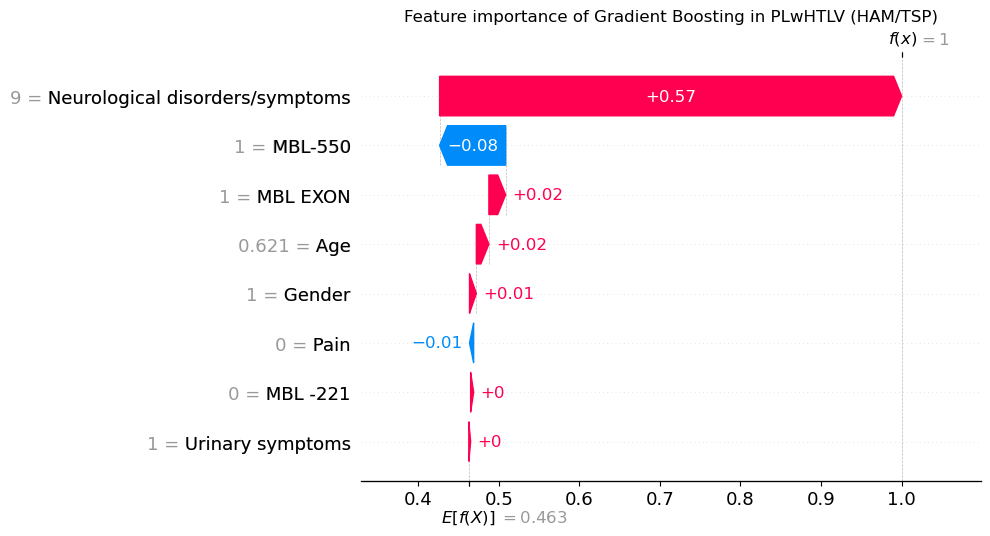 Feature importance of Gradient Boosting in PLwHTLV (HAM/TSP)
f(x) = 1
9 = Neurological disorders/symptoms
+0.57
1 = MBL-550
−0.08
1 = MBL EXON
+0.02
0.621 = Age
+0.02
1 = Gender
+0.01
0 = Pain
−0.01
0 = MBL -221
+0
1 = Urinary symptoms
+0
0.4 0.5 0.6 0.7 0.8 0.9 1.0
E[f(X)] = 0.463